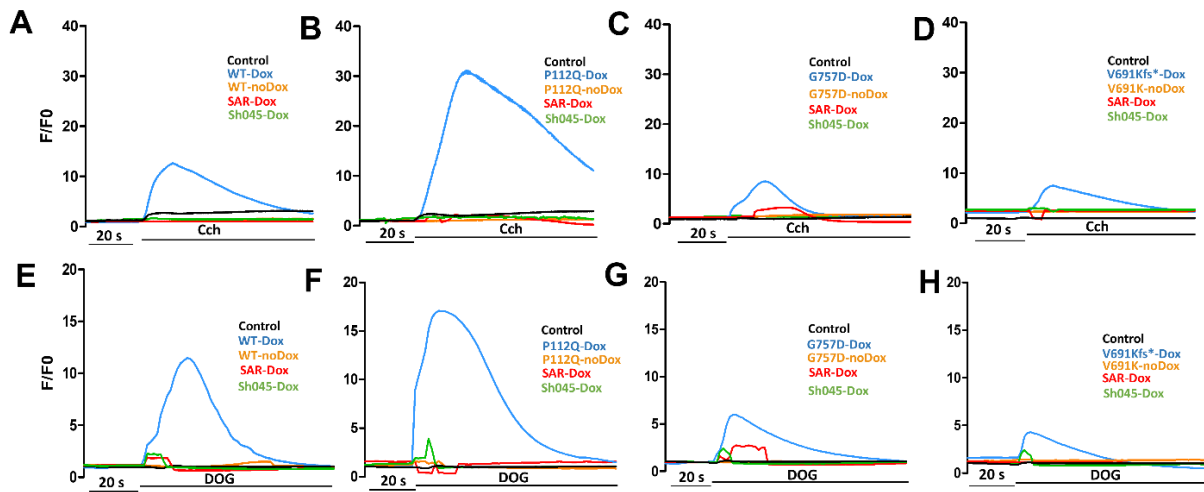 A
40
30
20
10
0
F/F0
Control
WT-Dox
WT-noDox
SAR-Dox
Sh045-Dox
20 s
Cch
B
40
30
20
10
0
Control
P112Q-Dox
P112Q-noDox
SAR-Dox
Sh045-Dox
20 s
Cch
C
40
30
20
10
0
Control
G757D-Dox
G757D-noDox
SAR-Dox
Sh045-Dox
20 s
Cch
D
40
30
20
10
0
Control
V691Kfs*-Dox
V691K-noDox
SAR-Dox
Sh045-Dox
20 s
Cch
E
20
15
10
5
0
F/F0
Control
WT-Dox
WT-noDox
SAR-Dox
Sh045-Dox
20 s
DOG
F
20
15
10
5
0
Control
P112Q-Dox
P112Q-noDox
SAR-Dox
Sh045-Dox
20 s
DOG
G
20
15
10
5
0
Control
G757D-Dox
G757D-noDox
SAR-Dox
Sh045-Dox
20 s
DOG
H
20
15
10
5
0
Control
V691Kfs*-Dox
V691K-noDox
SAR-Dox
Sh045-Dox
20 s
DOG